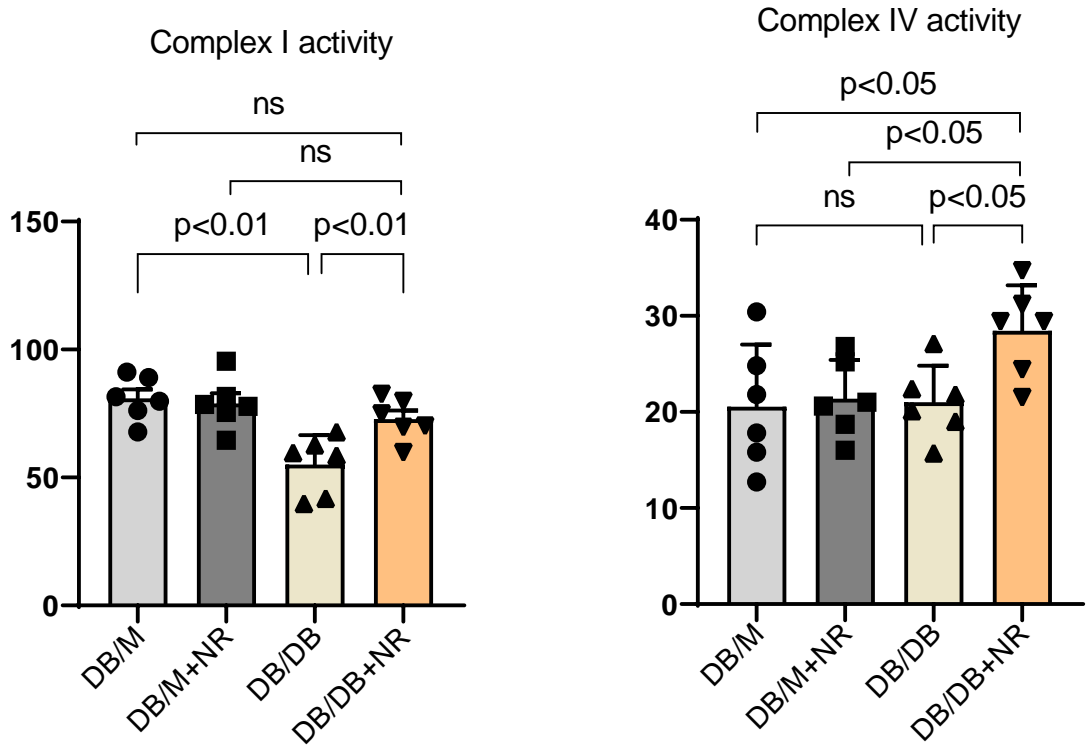 Complex I activity
ns
ns
p<0.01 p<0.01
150
100
50
0
DB/M
DB/M+NR
DB/DB
DB/DB+NR
Complex IV activity
p<0.05
p<0.05
ns p<0.05
40
30
20
10
0
DB/M
DB/M+NR
DB/DB
DB/DB+NR